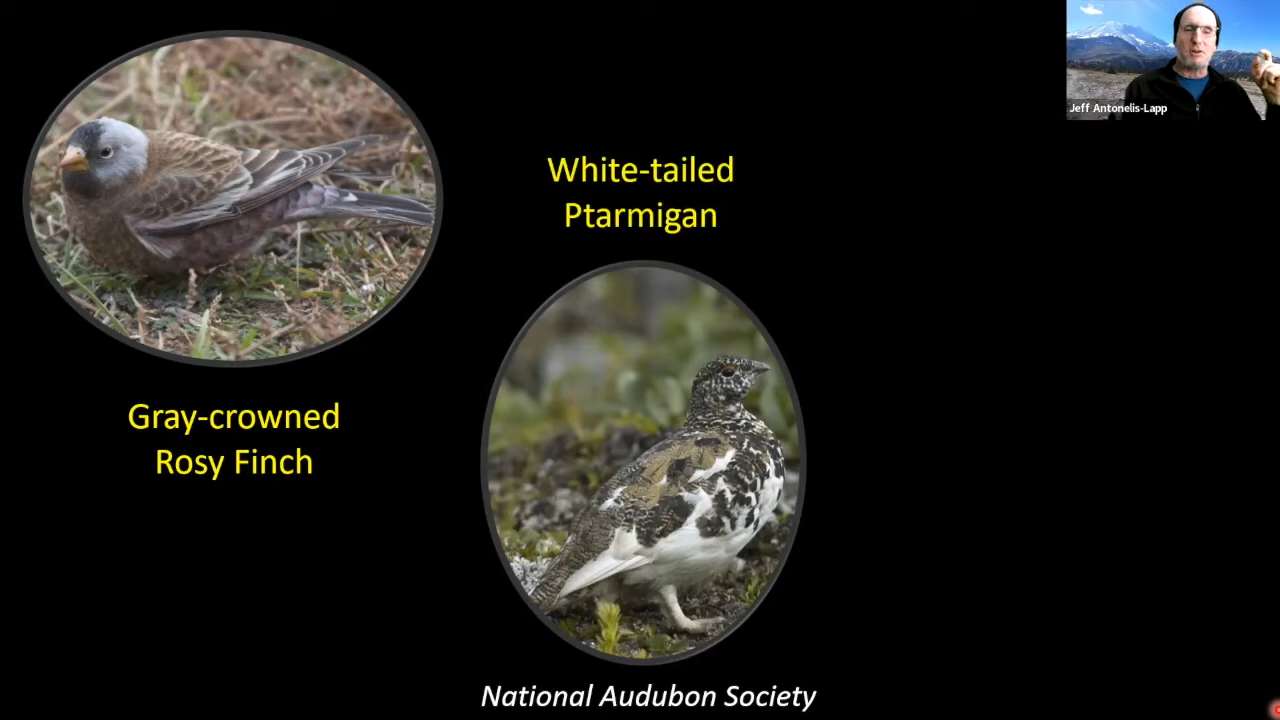 Jeff Antonelis-Lapp
White-tailed
Ptarmigan
Gray-crowned
Rosy Finch
National Audubon Society